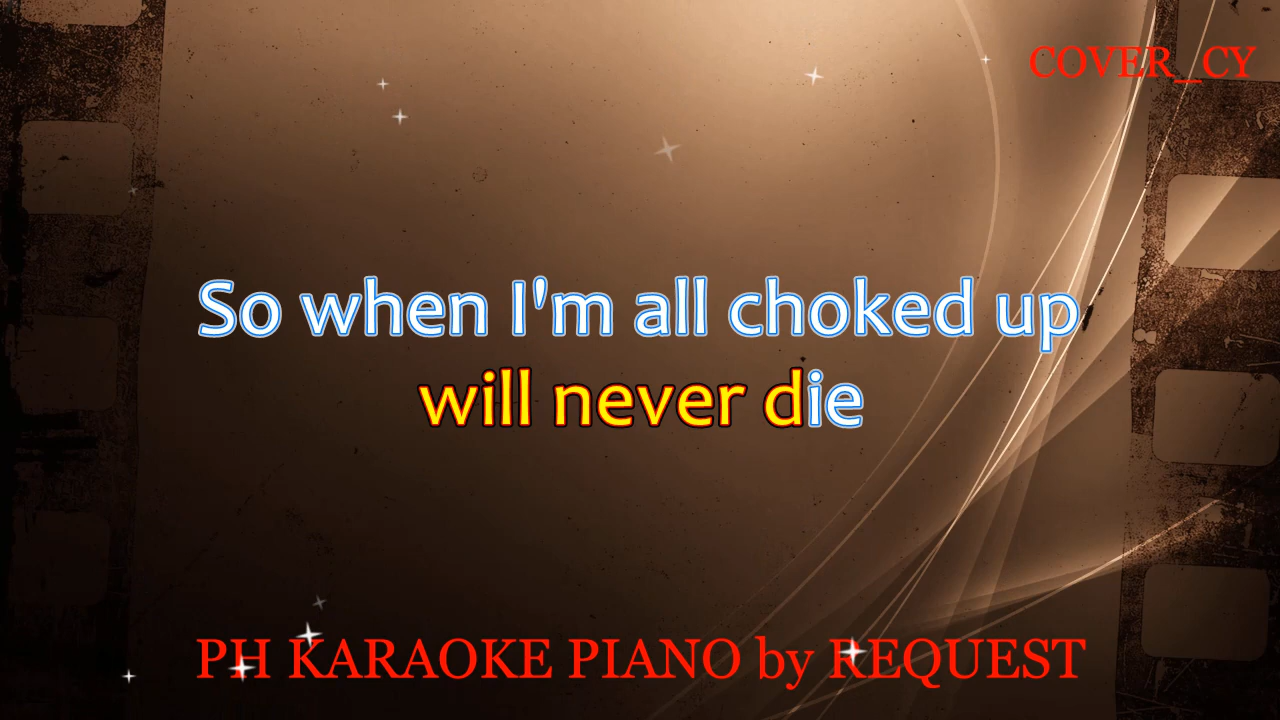 COVER_CY
So when I'm all choked up
will never die
PH KARAOKE PIANO by REQUEST